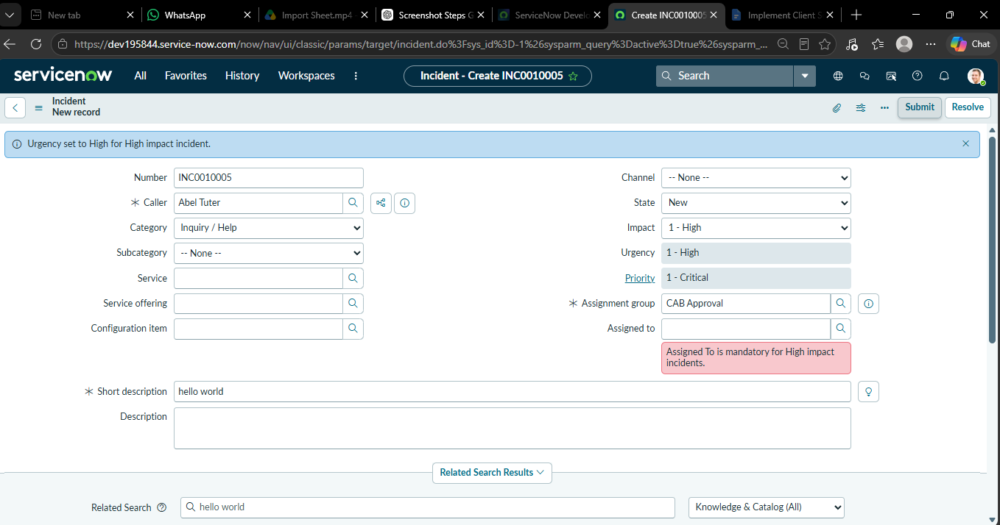 New tab
WhatsApp
Import Sheet.mp4
Screenshot Steps G
ServiceNow Develo
Create INC0010005
Implement Client S
https://dev195844.service-now.com/now/nav/ui/classic/params/target/incident.do%3Fsys_id%3D-1%26sysparm_query%3Dactive%3Dtrue%26sysparm_...
Chat
servicenow
All
Favorites
History
Workspaces
Incident - Create INC0010005
Search
Incident
New record
Submit
Resolve
Urgency set to High for High impact incident.
Number
INC0010005
Channel
-- None --
Caller
Abel Tuter
State
New
Category
Inquiry / Help
Impact
1 - High
Subcategory
-- None --
Urgency
1 - High
Service
Priority
1 - Critical
Service offering
Assignment group
CAB Approval
Configuration item
Assigned to
Assigned To is mandatory for High impact
incidents.
Short description
hello world
Description
Related Search Results
Related Search
hello world
Knowledge & Catalog (All)